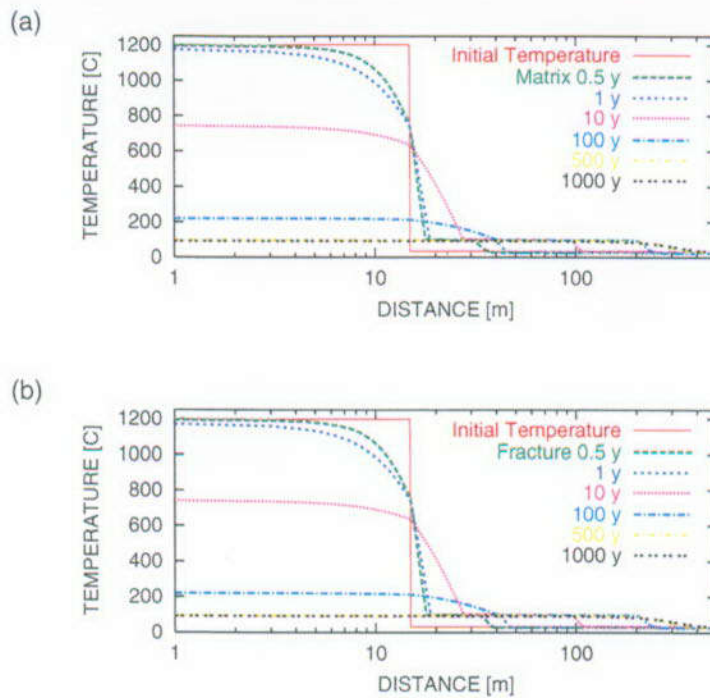 (a)
1200
1000
800
600
400
200
0
TEMPERATURE [C]
Initial Temperature
Matrix 0.5 y
1 y
10 y
100 y
500 y
1000 y
1
10
100
DISTANCE [m]
(b)
1200
1000
800
600
400
200
0
TEMPERATURE [C]
Initial Temperature
Fracture 0.5 y
1 y
10 y
100 y
500 y
1000 y
1
10
100
DISTANCE [m]